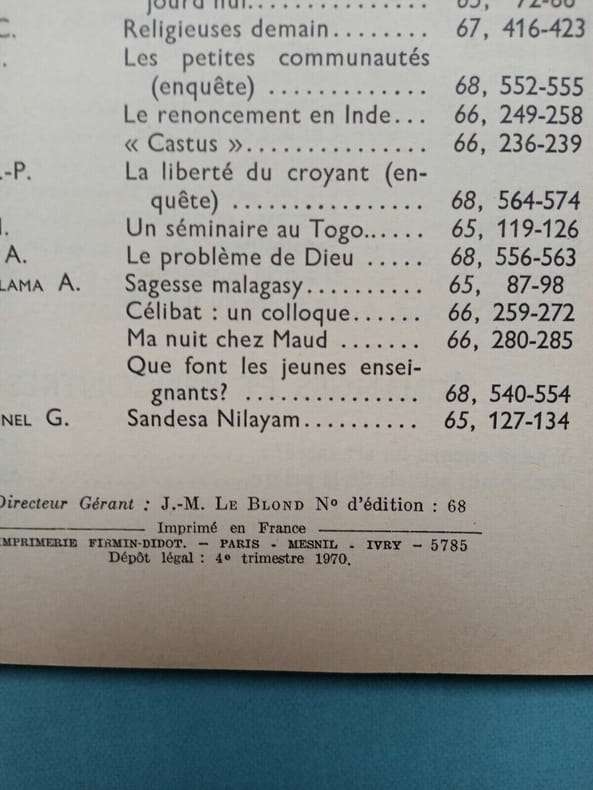 jourd'hui................ 65, 72-86
C. Religieuses demain........ 67, 416-423
. Les petites communautés
(enquête) ............. 68, 552-555
Le renoncement en Inde... 66, 249-258
« Castus »............... 66, 236-239
.-P. La liberté du croyant (en-
quête) ................ 68, 564-574
. Un séminaire au Togo...... 65, 119-126
A. Le problème de Dieu ..... 68, 556-563
LAMA A. Sagesse malagasy.......... 65, 87-98
Célibat : un colloque...... 66, 259-272
Ma nuit chez Maud ....... 66, 280-285
Que font les jeunes ensei-
gnants? ............... 68, 540-554
NEL G. Sandesa Nilayam.......... 65, 127-134
Directeur Gérant : J.-M. LE BLOND N° d'édition : 68
Imprimé en France
IMPRIMERIE FIRMIN-DIDOT. — PARIS - MESNIL - IVRY — 5785
Dépôt légal : 4e trimestre 1970.